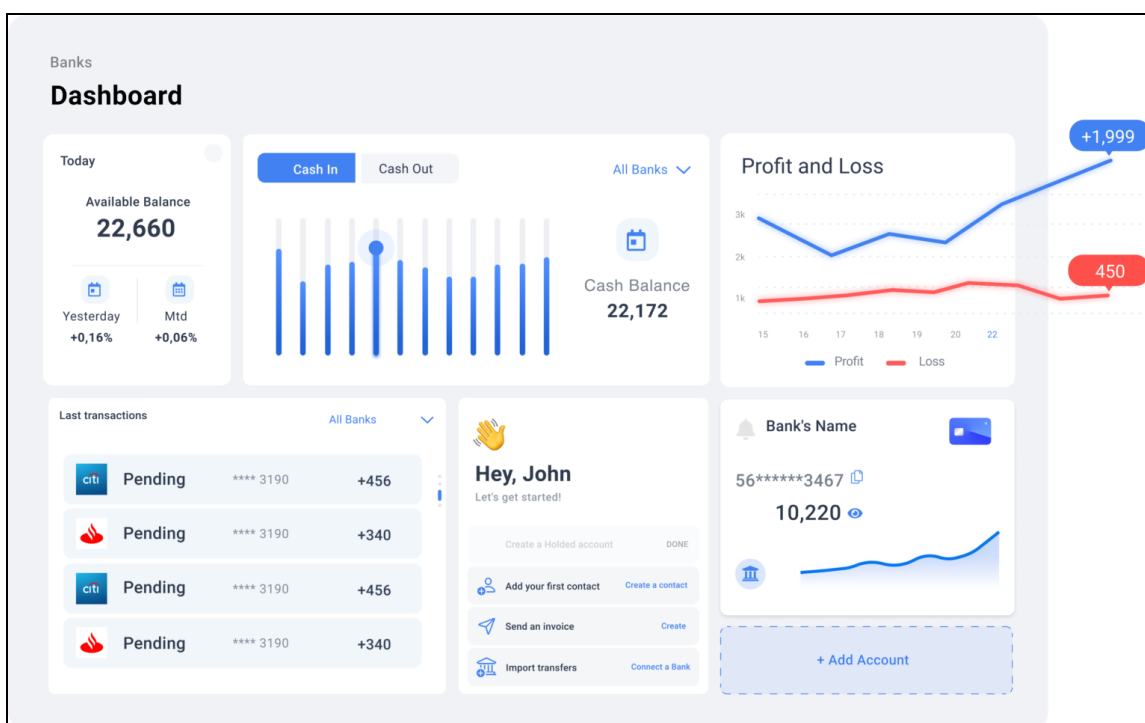 Banks
Dashboard
Today
Available Balance
22,660
Yesterday
+0,16%
Mtd
+0,06%
Cash In
Cash Out
All Banks
Cash Balance
22,172
Profit and Loss
+1,999
3k
2k
450
1k
15 16 17 18 19 20 22
Profit
Loss
Last transactions
All Banks
citi Pending **** 3190 +456
Pending **** 3190 +340
citi Pending **** 3190 +456
Pending **** 3190 +340
Hey, John
Let's get started!
Create a Holded account DONE
Add your first contact Create a contact
Send an invoice Create
Import transfers Connect a Bank
Bank's Name
56******3467
10,220
+ Add Account